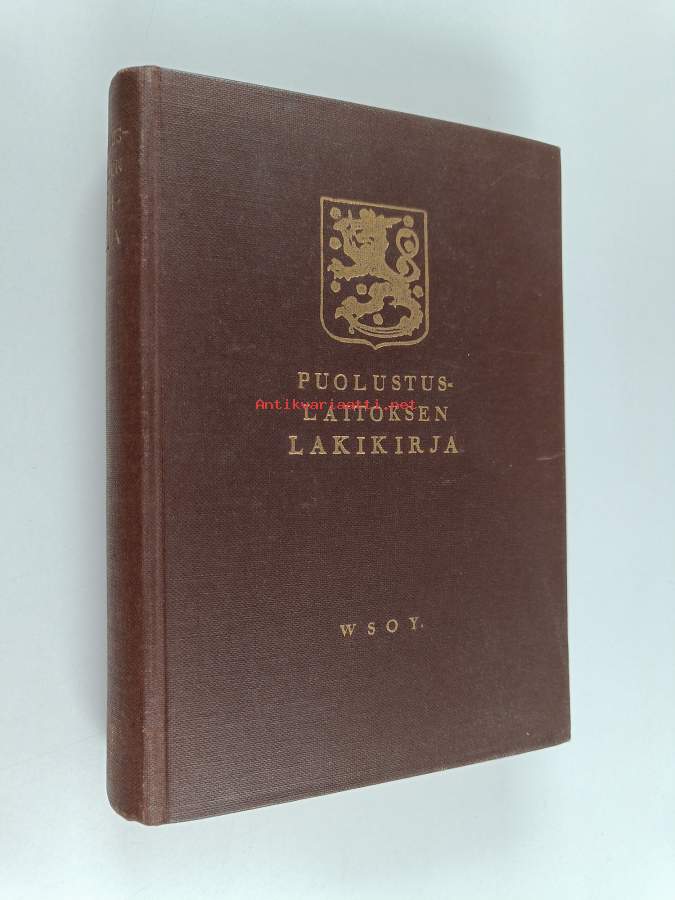 PUOLUSTUS-
LAITOKSEN
LAKIKIRJA
WSOY.
Antikvariaatti.net